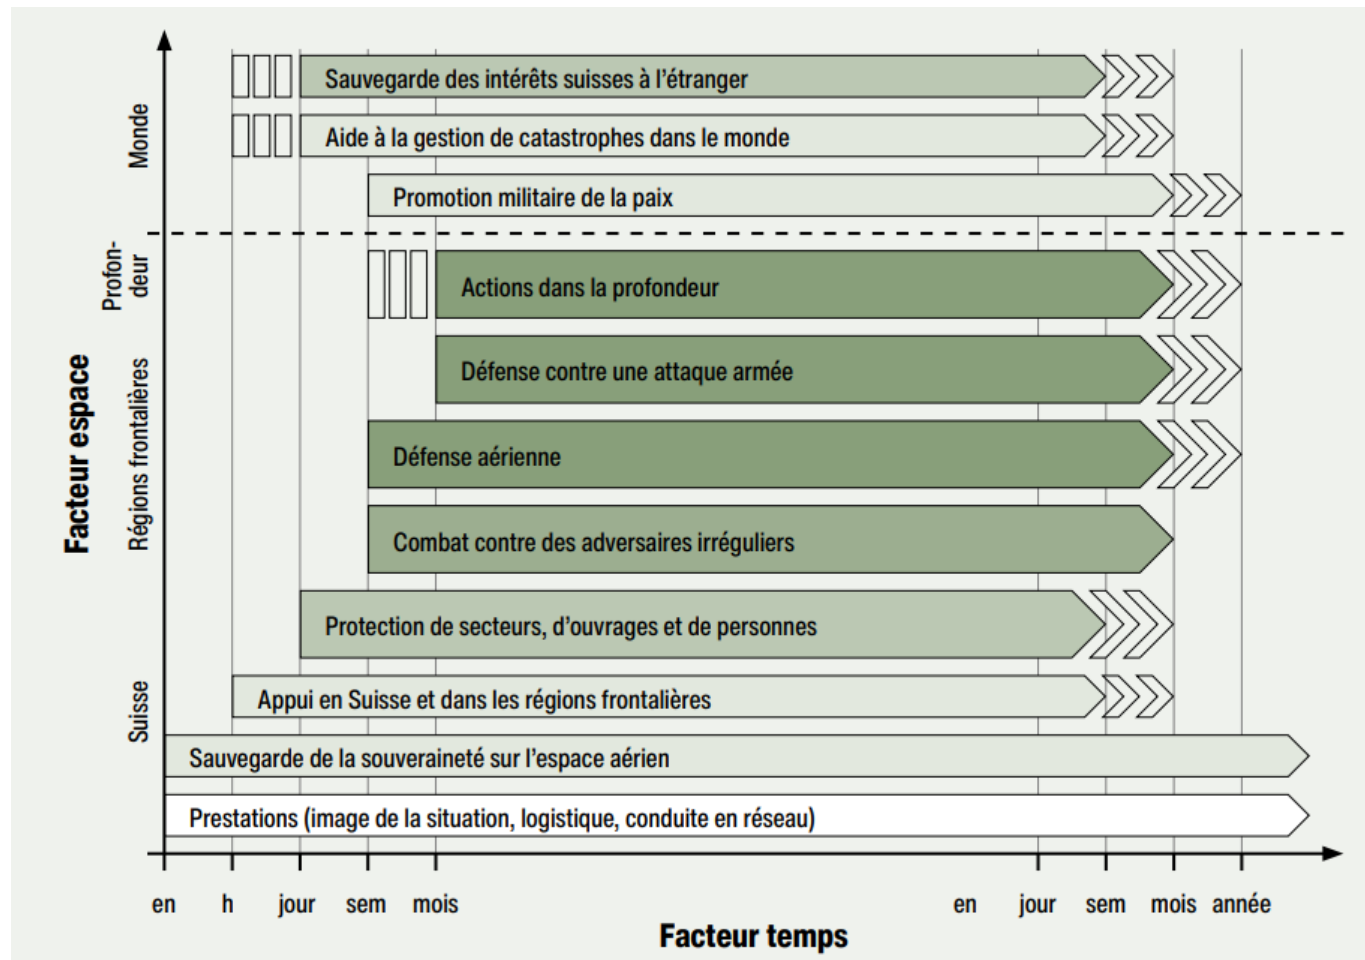 Sauvegarde des intérêts suisses à l'étranger
Aide à la gestion de catastrophes dans le monde
Promotion militaire de la paix
Actions dans la profondeur
Défense contre une attaque armée
Défense aérienne
Combat contre des adversaires irréguliers
Protection de secteurs, d'ouvrages et de personnes
Appui en Suisse et dans les régions frontalières
Sauvegarde de la souveraineté sur l'espace aérien
Prestations (image de la situation, logistique, conduite en réseau)
Monde
Profon-
deur
Régions frontalières
Suisse
Facteur espace
en h jour sem mois en jour sem mois année
Facteur temps